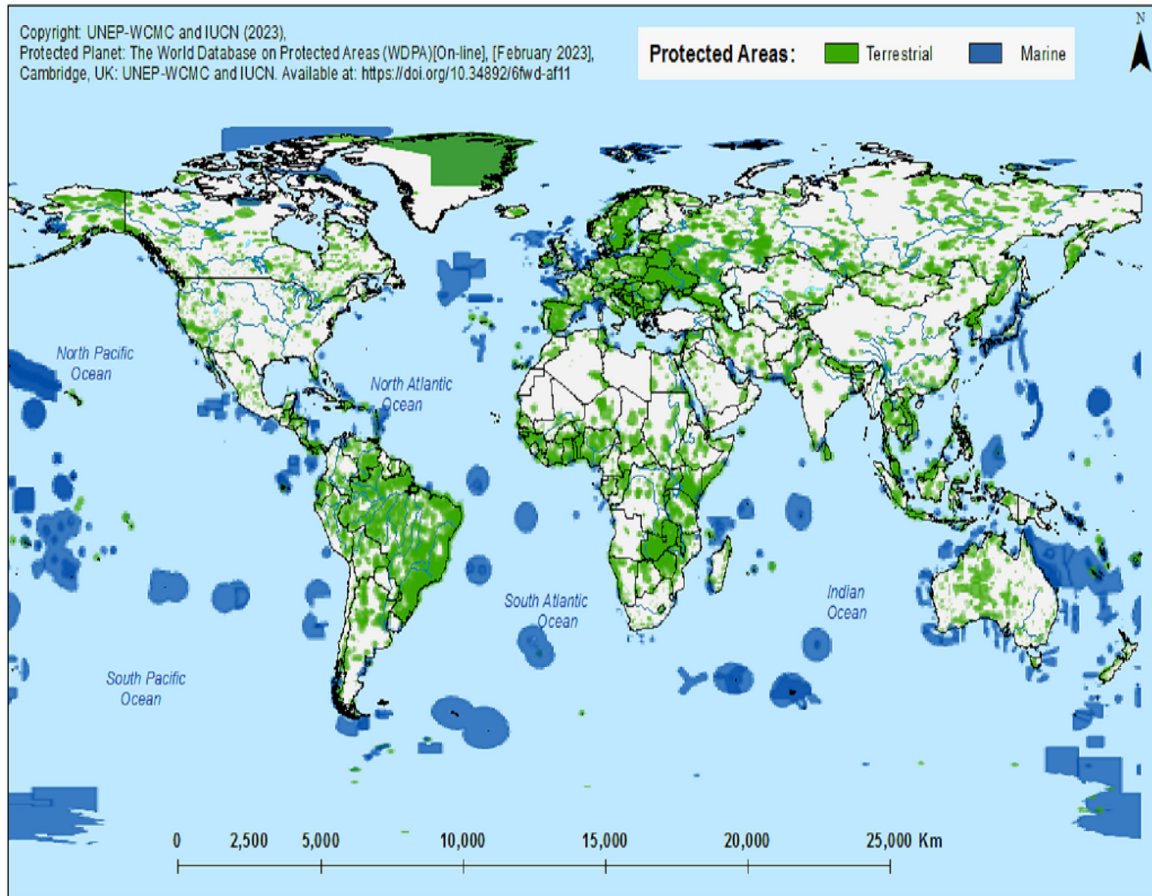 Copyright: UNEP-WCMC and IUCN (2023),
Protected Planet: The World Database on Protected Areas (WDPA)[On-line], [February 2023],
Cambridge, UK: UNEP-WCMC and IUCN. Available at: https://doi.org/10.34892/6fwd-af11
Protected Areas: Terrestrial Marine
N
North Pacific
Ocean
North Atlantic
Ocean
South Atlantic
Ocean
Indian
Ocean
South Pacific
Ocean
0 2,500 5,000 10,000 15,000 20,000 25,000 Km